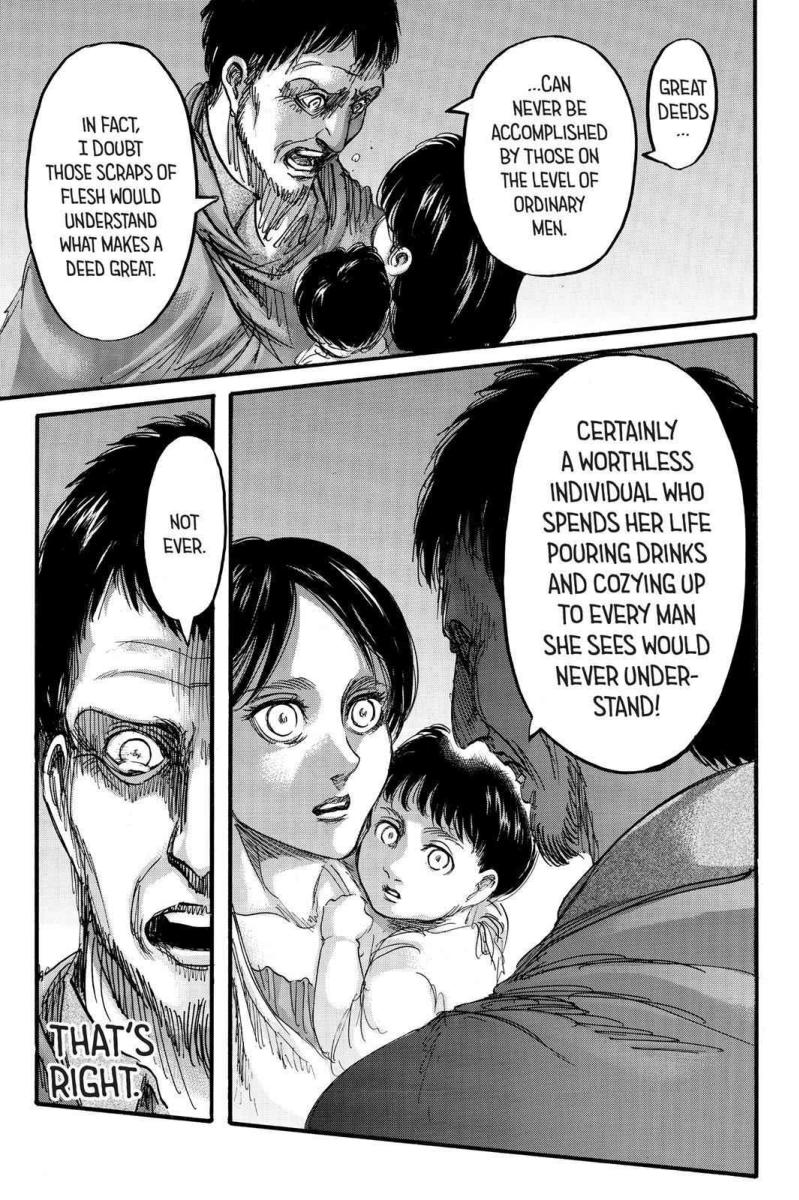 GREAT
DEEDS
...
...CAN
NEVER BE
ACCOMPLISHED
BY THOSE ON
THE LEVEL OF
ORDINARY
MEN.
IN FACT,
I DOUBT
THOSE SCRAPS OF
FLESH WOULD
UNDERSTAND
WHAT MAKES A
DEED GREAT.
CERTAINLY
A WORTHLESS
INDIVIDUAL WHO
SPENDS HER LIFE
POURING DRINKS
AND COZYING UP
TO EVERY MAN
SHE SEES WOULD
NEVER UNDER-
STAND!
NOT
EVER.
THAT'S
RIGHT.